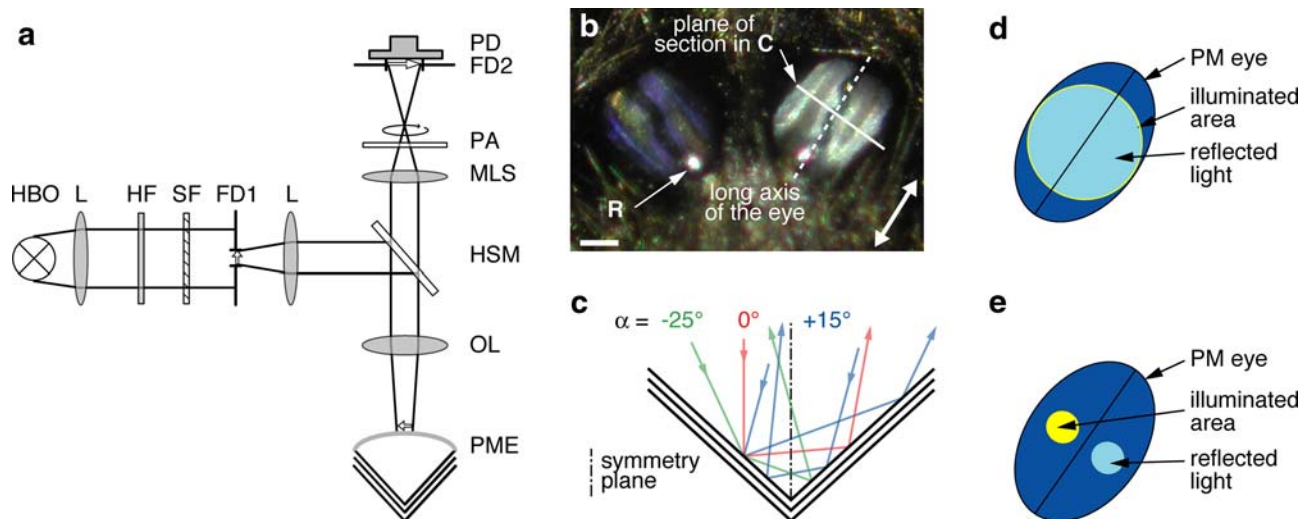 a
PD
FD2
PA
MLS
HBO L HF SF FD1 L
HSM
OL
PME
b
plane of
section in C
R
long axis
of the eye
c
α = -25° 0° +15°
symmetry
plane
d
PM eye
illuminated
area
reflected
light
e
PM eye
illuminated
area
reflected
light